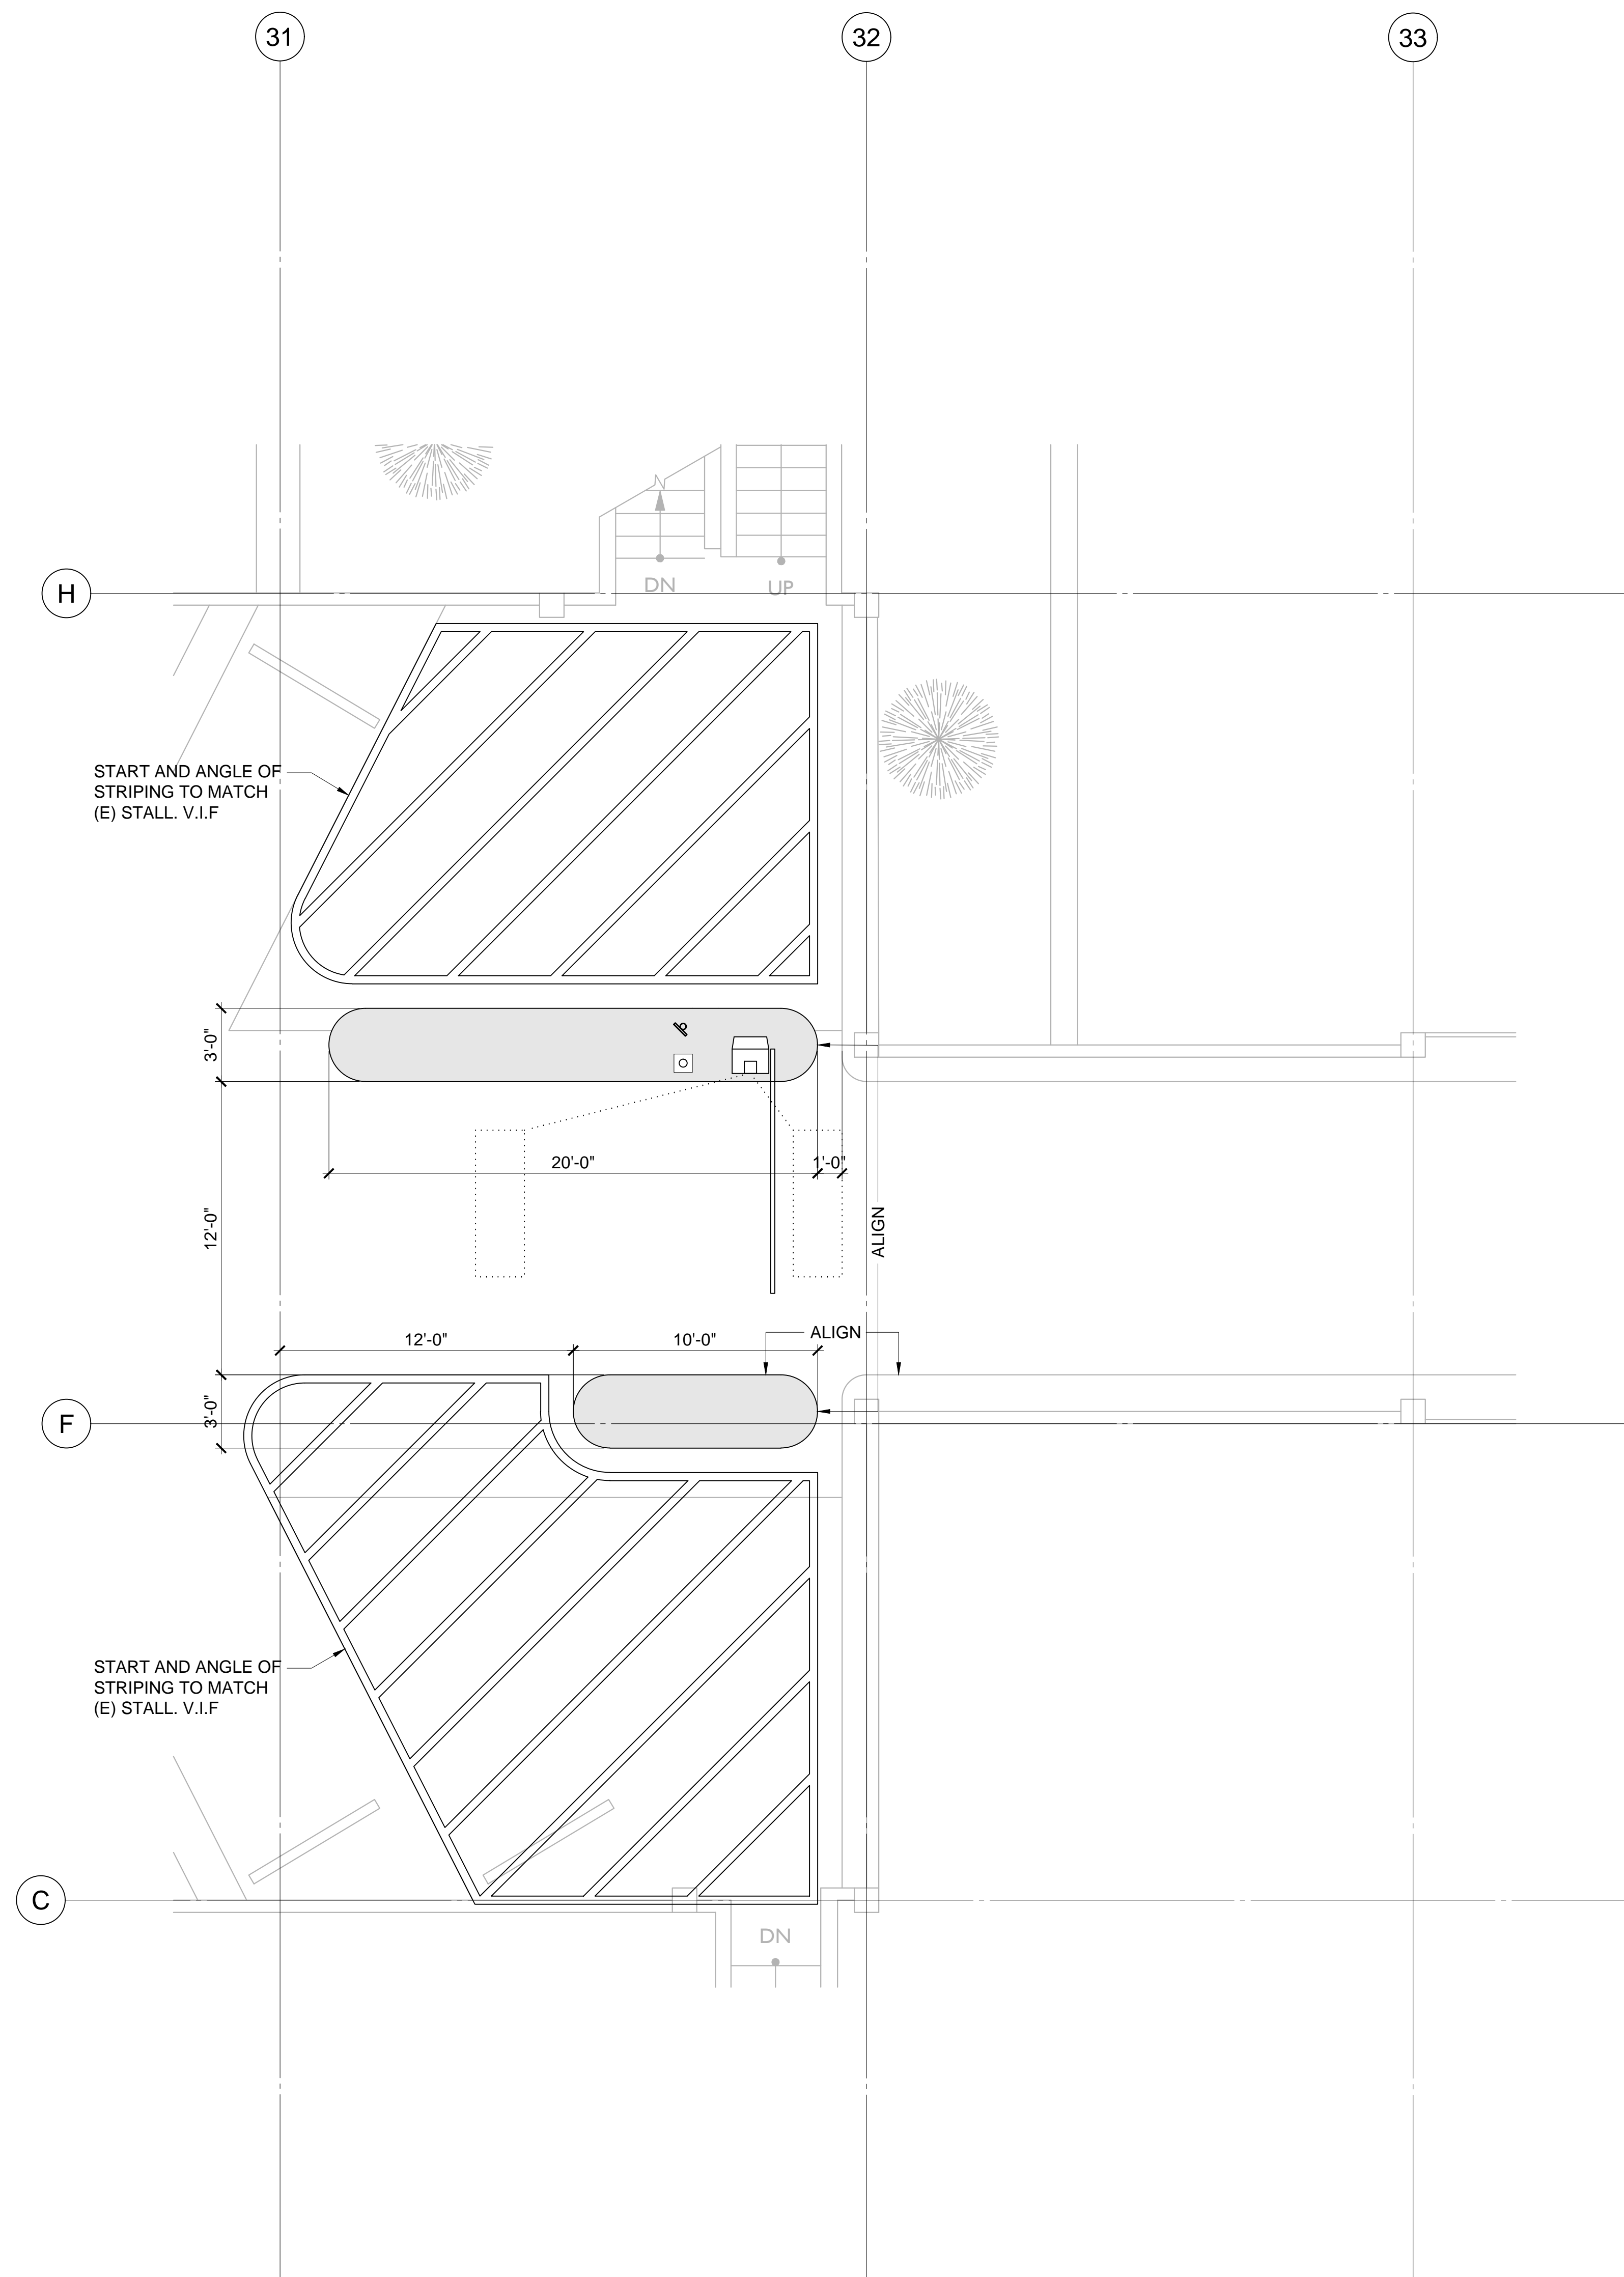 31
32
33
DN
UP
H
START AND ANGLE OF
STRIPING TO MATCH
(E) STALL. V.I.F
3'-0"
20'-0"
1'-0"
12'-0"
ALIGN
12'-0"
10'-0"
ALIGN
3'-0"
F
START AND ANGLE OF
STRIPING TO MATCH
(E) STALL. V.I.F
C
DN